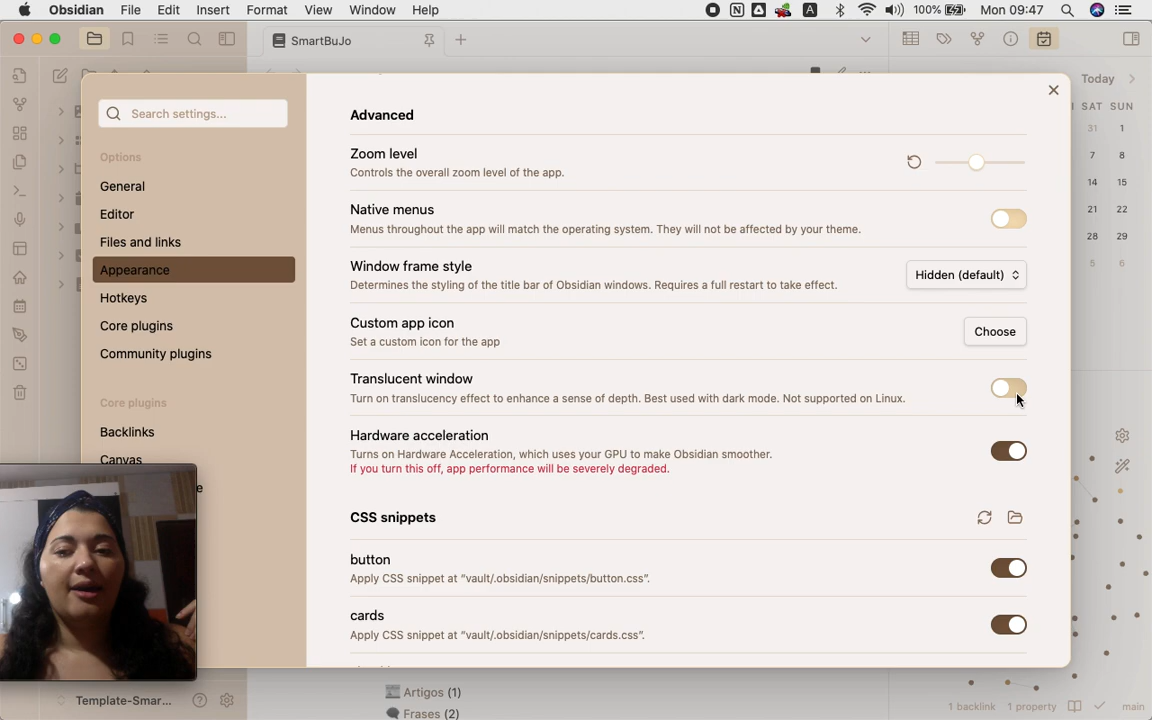 Obsidian File Edit Insert Format View Window Help
100% Mon 09:47
SmartBuJo
Today
SAT SUN
31 1
7 8
14 15
21 22
28 29
5 6
Search settings...
Options
General
Editor
Files and links
Appearance
Hotkeys
Core plugins
Community plugins
Core plugins
Backlinks
Canvas
Advanced
Zoom level
Controls the overall zoom level of the app.
Native menus
Menus throughout the app will match the operating system. They will not be affected by your theme.
Window frame style
Determines the styling of the title bar of Obsidian windows. Requires a full restart to take effect.
Hidden (default)
Custom app icon
Set a custom icon for the app
Choose
Translucent window
Turn on translucency effect to enhance a sense of depth. Best used with dark mode. Not supported on Linux.
Hardware acceleration
Turns on Hardware Acceleration, which uses your GPU to make Obsidian smoother.
If you turn this off, app performance will be severely degraded.
CSS snippets
button
Apply CSS snippet at “vault/.obsidian/snippets/button.css”.
cards
Apply CSS snippet at “vault/.obsidian/snippets/cards.css”.
Template-Smar...
Artigos (1)
Frases (2)
1 backlink 1 property main